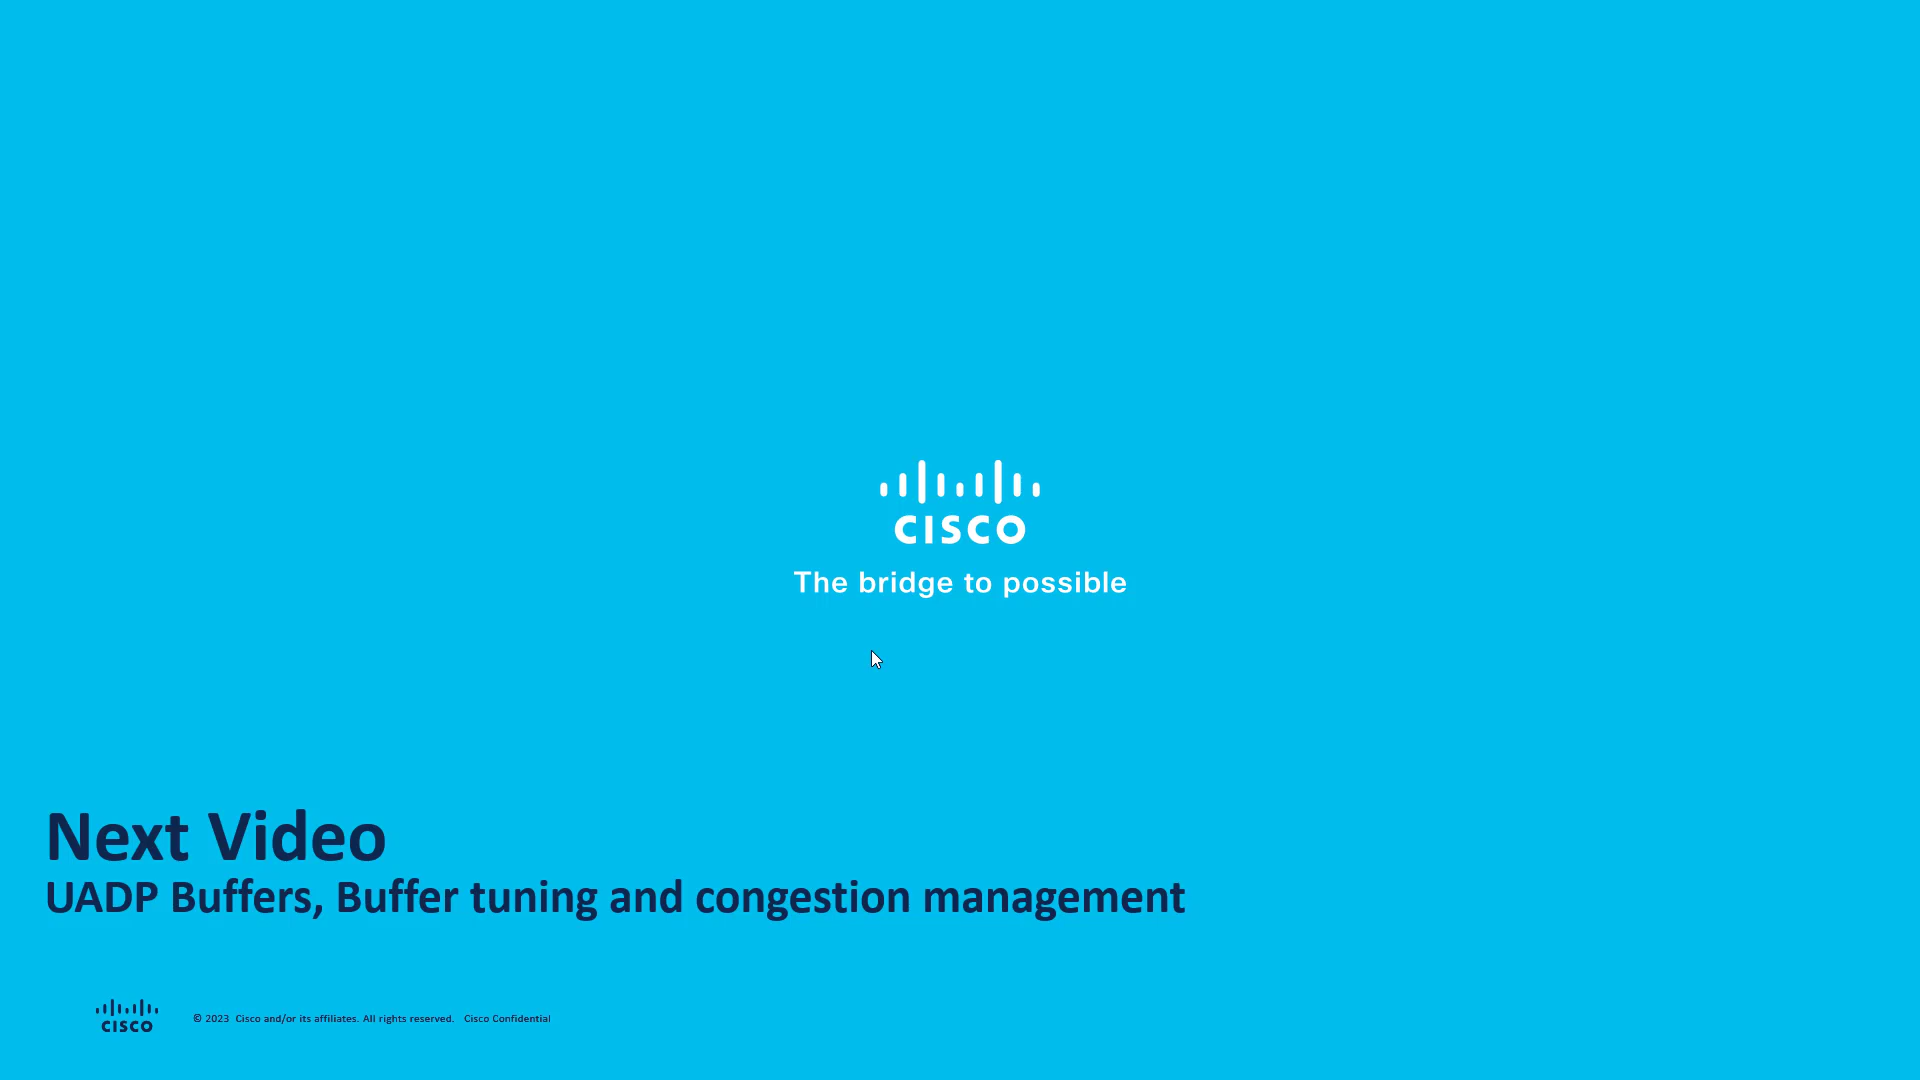 CISCO
The bridge to possible
Next Video
UADP Buffers, Buffer tuning and congestion management
CISCO
© 2023 Cisco and/or its affiliates. All rights reserved. Cisco Confidential